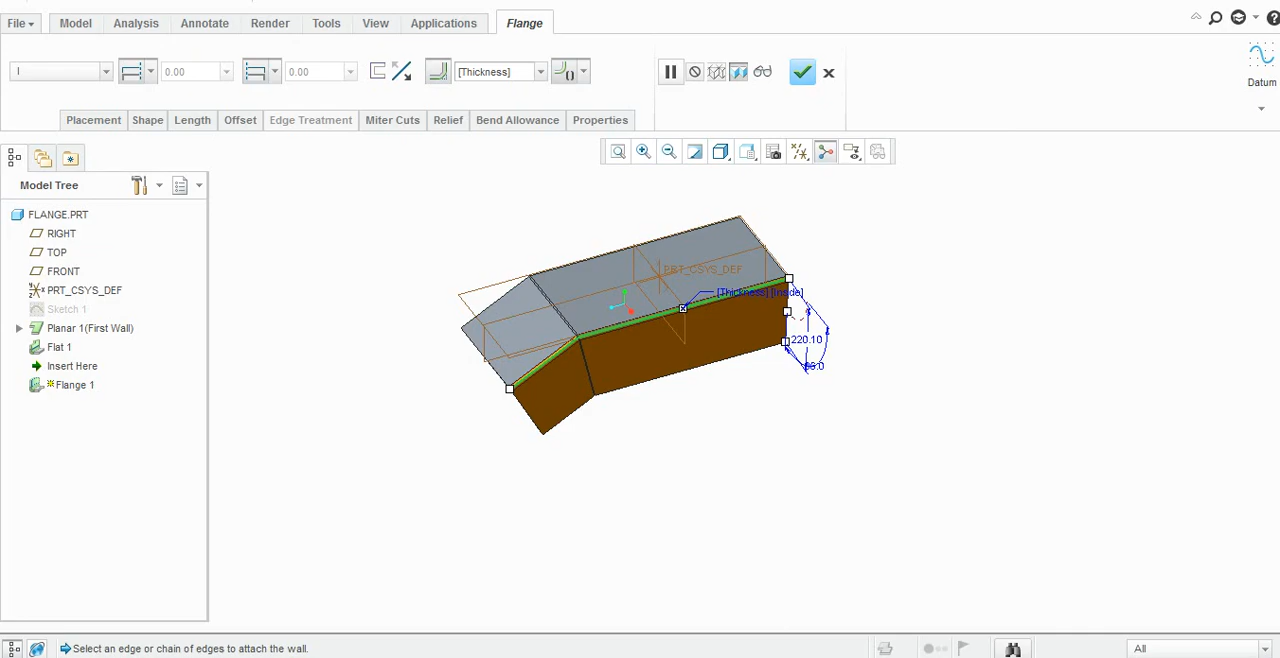 File Model Analysis Annotate Render Tools View Applications Flange
I 0.00 0.00 [Thickness]
Datum
Placement Shape Length Offset Edge Treatment Miter Cuts Relief Bend Allowance Properties
Model Tree
FLANGE.PRT
RIGHT
TOP
FRONT
PRT_CSYS_DEF
Sketch 1
Planar 1(First Wall)
Flat 1
Insert Here
Flange 1
PRT_CSYS_DEF
[Thickness] [Inside]
220.10
Select an edge or chain of edges to attach the wall.
All